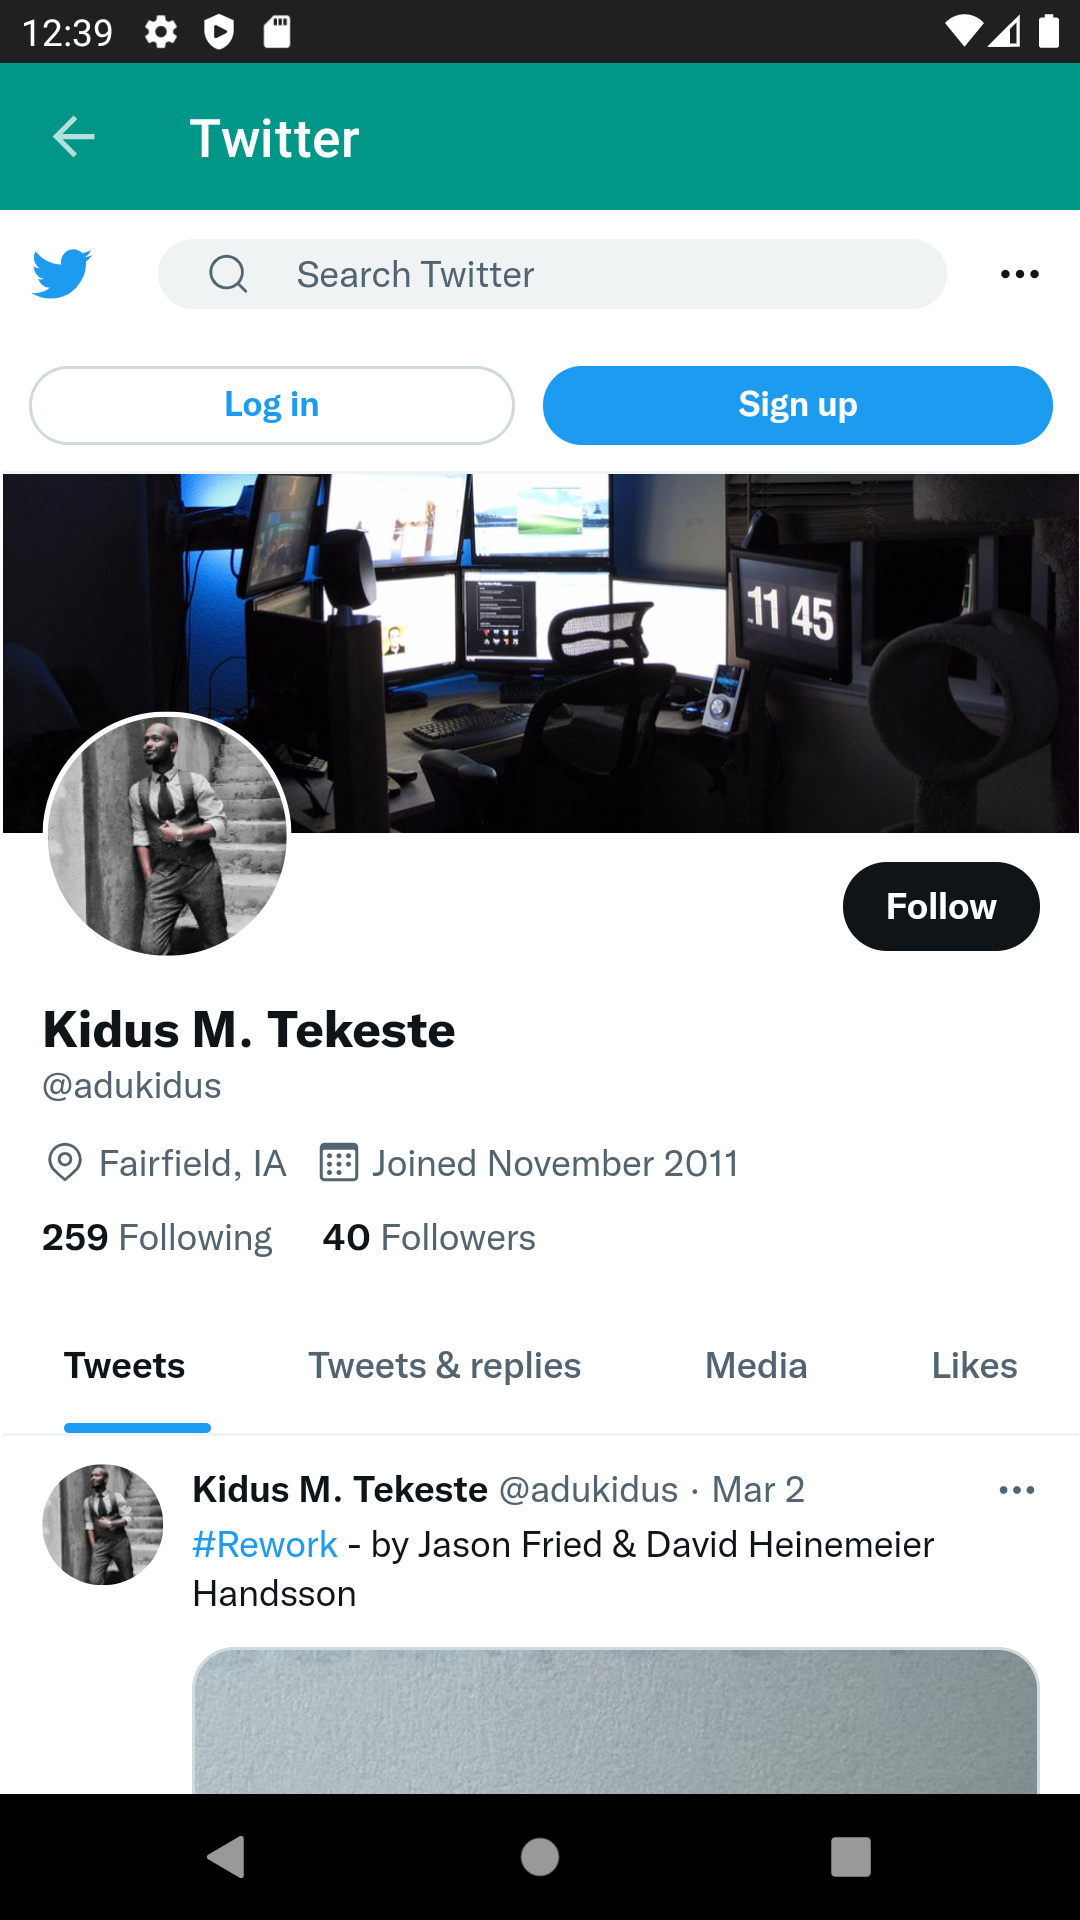 12:39
Twitter
Search Twitter
Log in
Sign up
11 45
Follow
Kidus M. Tekeste
@adukidus
Fairfield, IA Joined November 2011
259 Following 40 Followers
Tweets Tweets & replies Media Likes
Kidus M. Tekeste @adukidus · Mar 2
#Rework - by Jason Fried & David Heinemeier
Handsson